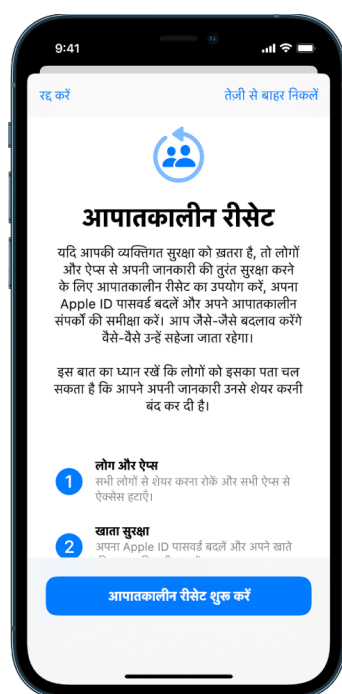 9:41
रद्द करें
तेज़ी से बाहर निकलें
आपातकालीन रीसेट
यदि आपकी व्यक्तिगत सुरक्षा को ख़तरा है, तो लोगों
और ऐप्स से अपनी जानकारी की तुरंत सुरक्षा करने
के लिए आपातकालीन रीसेट का उपयोग करें, अपना
Apple ID पासवर्ड बदलें और अपने आपातकालीन
संपर्कों की समीक्षा करें। आप जैसे-जैसे बदलाव करेंगे
वैसे-वैसे उन्हें सहेजा जाता रहेगा।
इस बात का ध्यान रखें कि लोगों को इसका पता चल
सकता है कि आपने अपनी जानकारी उनसे शेयर करनी
बंद कर दी है।
लोग और ऐप्स
1
सभी लोगों से शेयर करना रोकें और सभी ऐप्स से
ऐक्सेस हटाएँ।
खाता सुरक्षा
2
अपना Apple ID पासवर्ड बदलें और अपने खाते
आपातकालीन रीसेट शुरू करें